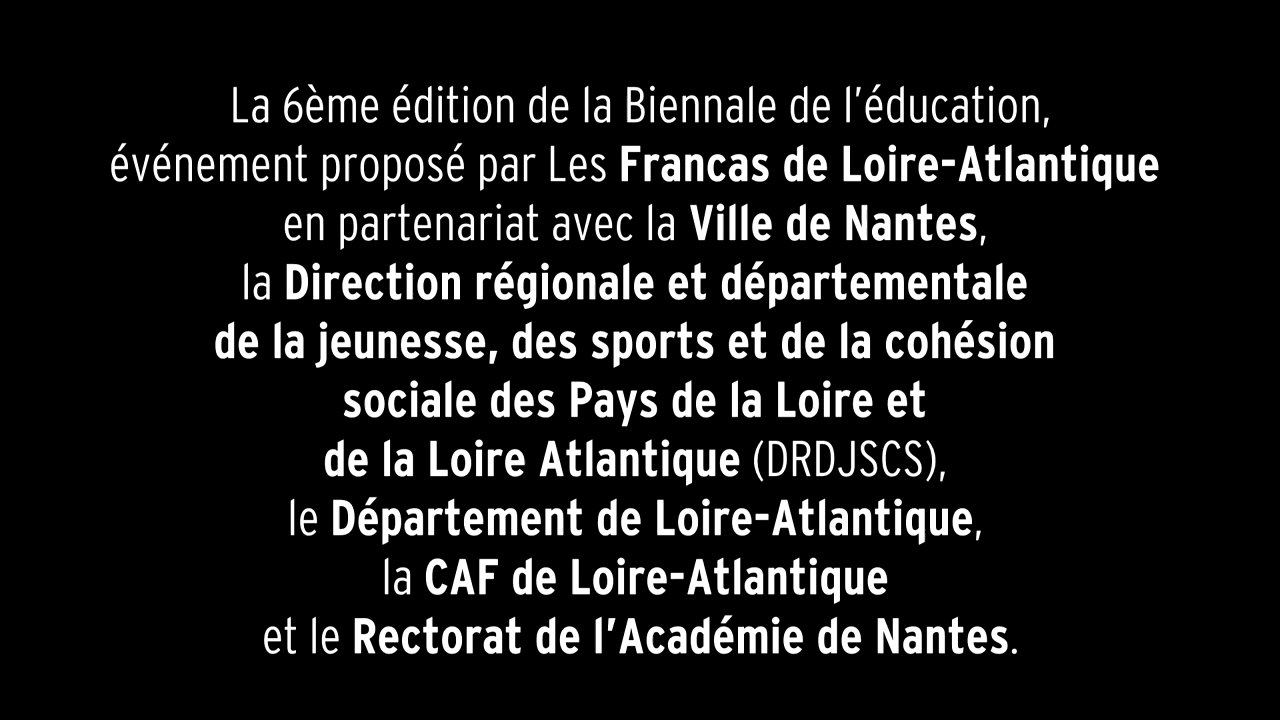 La 6ème édition de la Biennale de l'éducation,
événement proposé par Les Francas de Loire-Atlantique
en partenariat avec la Ville de Nantes,
la Direction régionale et départementale
de la jeunesse, des sports et de la cohésion
sociale des Pays de la Loire et
de la Loire Atlantique (DRDJSCS),
le Département de Loire-Atlantique,
la CAF de Loire-Atlantique
et le Rectorat de l'Académie de Nantes.